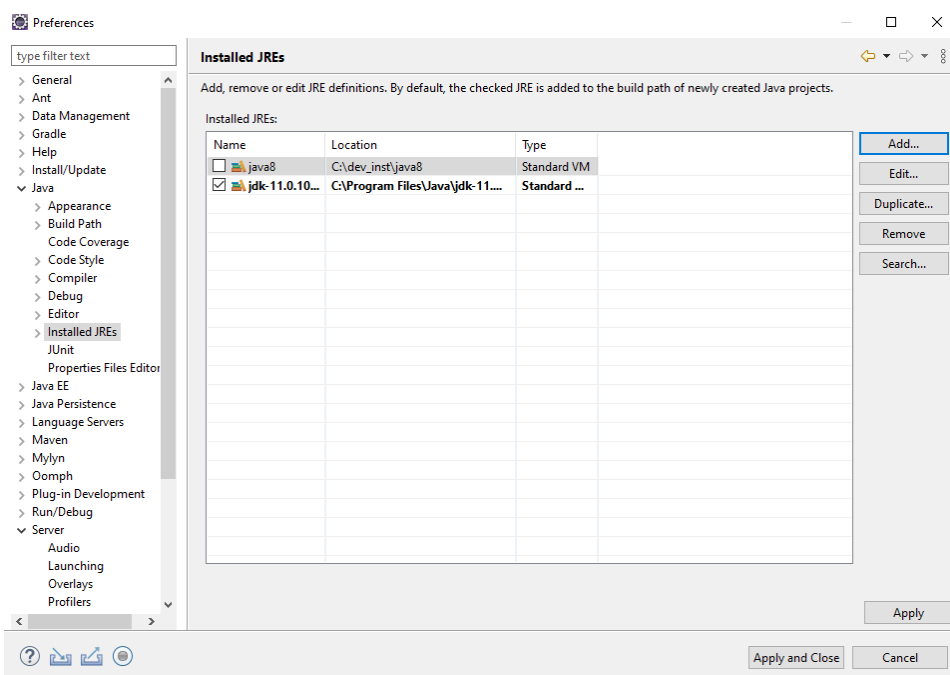 Preferences
type filter text
General
Ant
Data Management
Gradle
Help
Install/Update
Java
Appearance
Build Path
Code Coverage
Code Style
Compiler
Debug
Editor
Installed JREs
JUnit
Properties Files Editor
Java EE
Java Persistence
Language Servers
Maven
Mylyn
Oomph
Plug-in Development
Run/Debug
Server
Audio
Launching
Overlays
Profilers
Installed JREs
Add, remove or edit JRE definitions. By default, the checked JRE is added to the build path of newly created Java projects.
Installed JREs:
Name Location Type
java8 C:\dev_inst\java8 Standard VM
jdk-11.0.10... C:\Program Files\Java\jdk-11.... Standard ...
Add...
Edit...
Duplicate...
Remove
Search...
Apply
Apply and Close Cancel